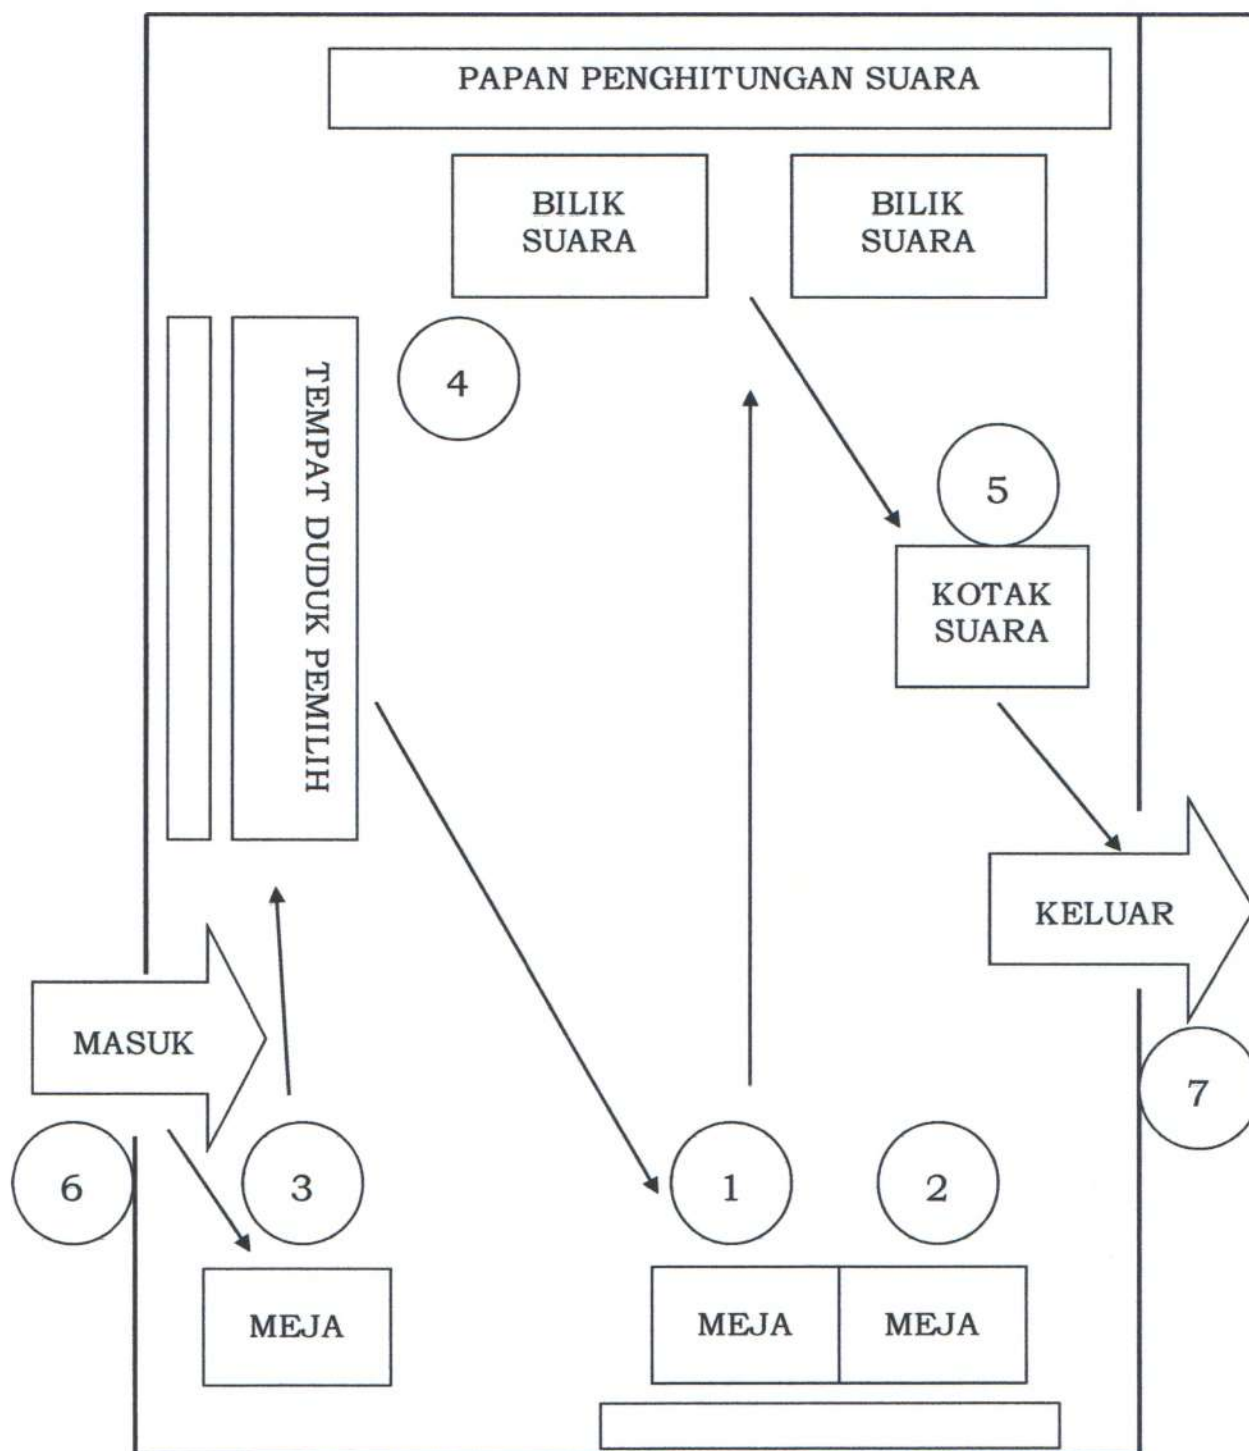 PAPAN PENGHITUNGAN SUARA
BILIK
SUARA
BILIK
SUARA
TEMPAT DUDUK PEMILIH
4
5
KOTAK
SUARA
KELUAR
MASUK
7
6
3
1
2
MEJA
MEJA
MEJA